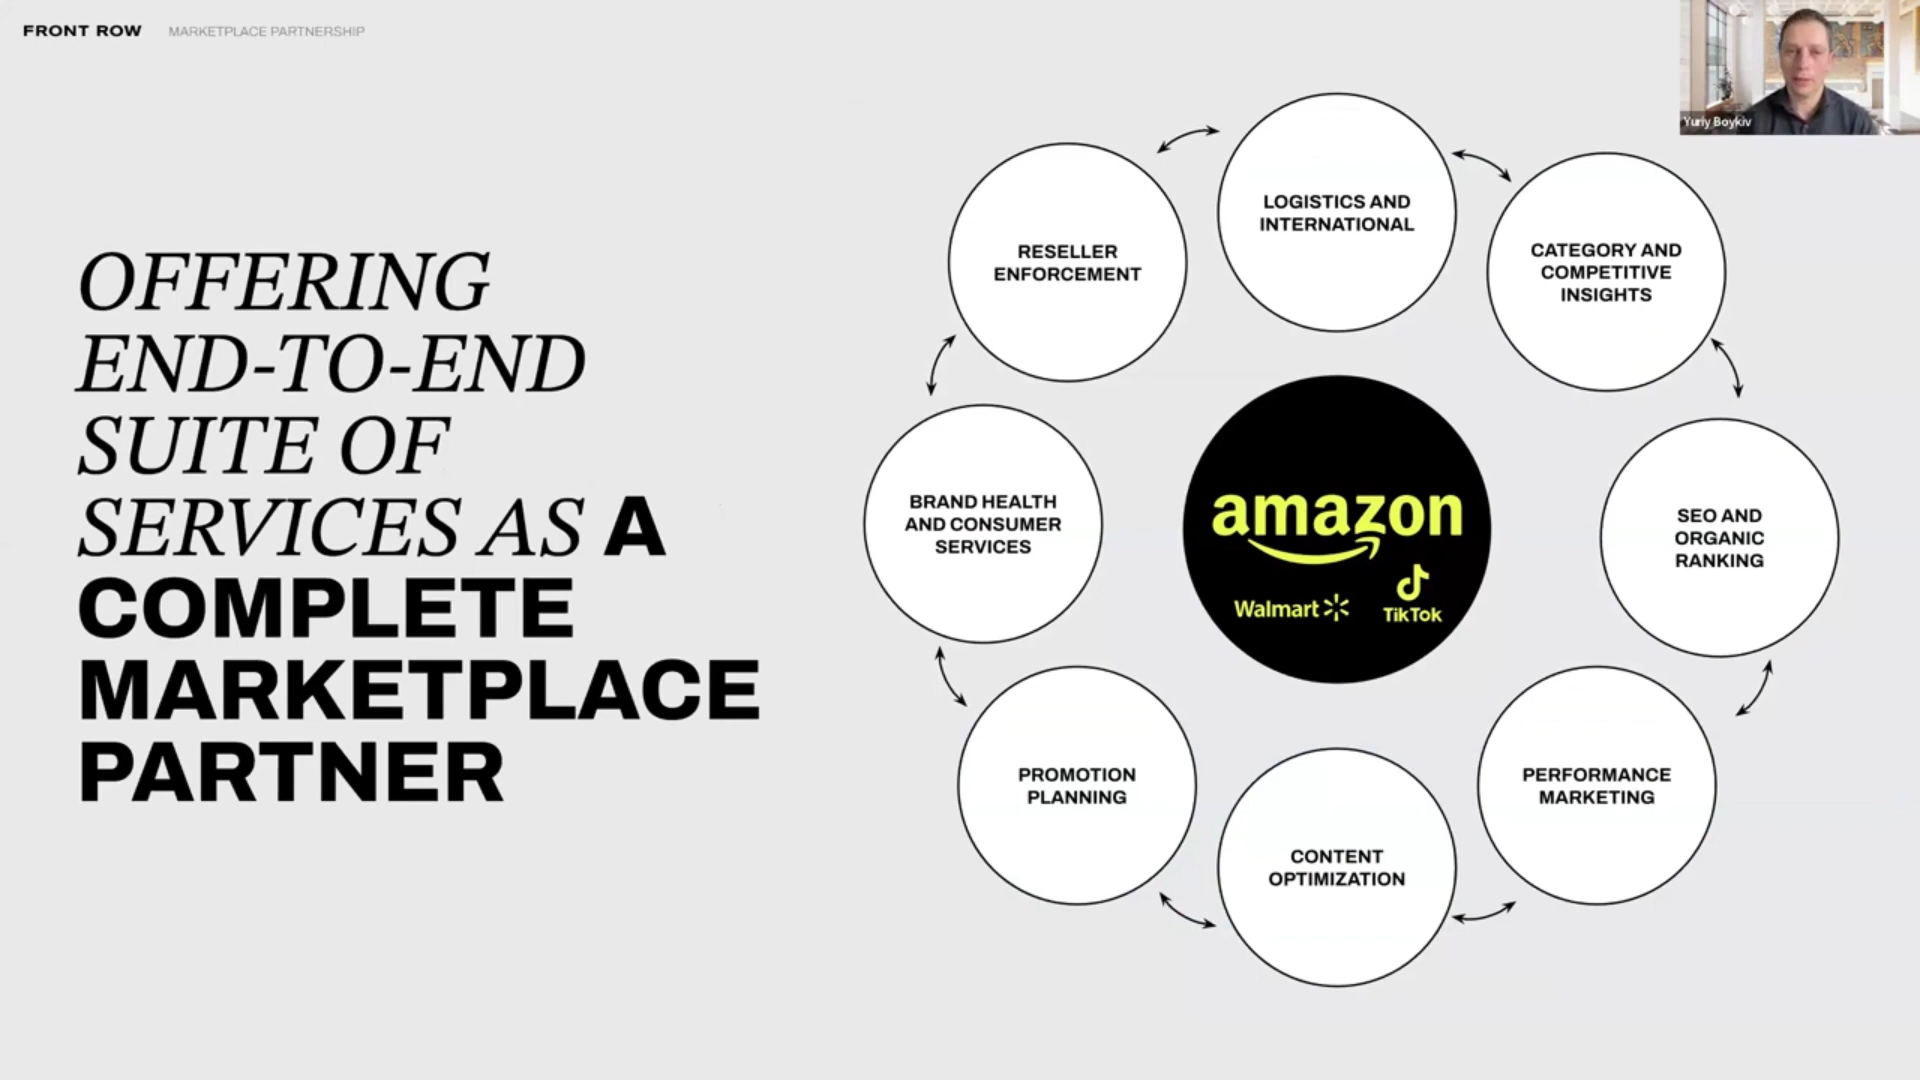 FRONT ROW
MARKETPLACE PARTNERSHIP
Yuriy Boykiv
OFFERING
END-TO-END
SUITE OF
SERVICES AS A
COMPLETE
MARKETPLACE
PARTNER
LOGISTICS AND
INTERNATIONAL
CATEGORY AND
COMPETITIVE
INSIGHTS
SEO AND
ORGANIC
RANKING
PERFORMANCE
MARKETING
CONTENT
OPTIMIZATION
PROMOTION
PLANNING
BRAND HEALTH
AND CONSUMER
SERVICES
RESELLER
ENFORCEMENT
amazon
Walmart
TikTok